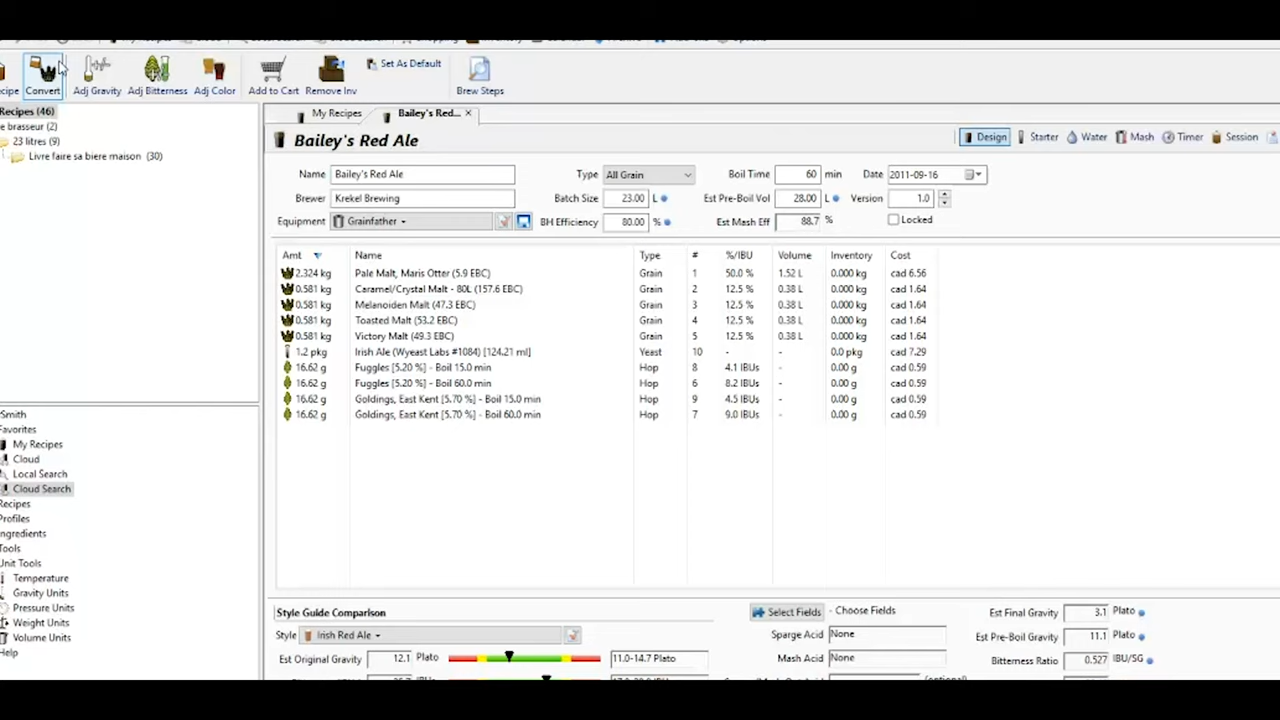 cipe Convert Adj Gravity Adj Bitterness Adj Color Add to Cart Remove Inv Set As Default Brew Steps
Recipes (46)
e brasseur (2)
23 litres (9)
Livre faire sa biere maison (30)
Smith
Favorites
My Recipes
Cloud
Local Search
Cloud Search
Recipes
Profiles
ngredients
Tools
Unit Tools
Temperature
Gravity Units
Pressure Units
Weight Units
Volume Units
Help
My Recipes Bailey's Red...
Bailey's Red Ale
Design Starter Water Mash Timer Session
Name Bailey's Red Ale Type All Grain Boil Time 60 min Date 2011-09-16
Brewer Krekel Brewing Batch Size 23.00 L Est Pre-Boil Vol 28.00 L Version 1.0
Equipment Grainfather BH Efficiency 80.00 % Est Mash Eff 88.7 % Locked
Amt Name Type # %/IBU Volume Inventory Cost
2.324 kg Pale Malt, Maris Otter (5.9 EBC) Grain 1 50.0 % 1.52 L 0.000 kg cad 6.56
0.581 kg Caramel/Crystal Malt - 80L (157.6 EBC) Grain 2 12.5 % 0.38 L 0.000 kg cad 1.64
0.581 kg Melanoiden Malt (47.3 EBC) Grain 3 12.5 % 0.38 L 0.000 kg cad 1.64
0.581 kg Toasted Malt (53.2 EBC) Grain 4 12.5 % 0.38 L 0.000 kg cad 1.64
0.581 kg Victory Malt (49.3 EBC) Grain 5 12.5 % 0.38 L 0.000 kg cad 1.64
1.2 pkg Irish Ale (Wyeast Labs #1084) [124.21 ml] Yeast 10 - - 0.0 pkg cad 7.29
16.62 g Fuggles [5.20 %] - Boil 15.0 min Hop 8 4.1 IBUs - 0.00 g cad 0.59
16.62 g Fuggles [5.20 %] - Boil 60.0 min Hop 6 8.2 IBUs - 0.00 g cad 0.59
16.62 g Goldings, East Kent [5.70 %] - Boil 15.0 min Hop 9 4.5 IBUs - 0.00 g cad 0.59
16.62 g Goldings, East Kent [5.70 %] - Boil 60.0 min Hop 7 9.0 IBUs - 0.00 g cad 0.59
Style Guide Comparison Select Fields - Choose Fields Est Final Gravity 3.1 Plato
Style Irish Red Ale Sparge Acid None Est Pre-Boil Gravity 11.1 Plato
Est Original Gravity 12.1 Plato 11.0-14.7 Plato Mash Acid None Bitterness Ratio 0.527 IBU/SG
IBUs (optional)